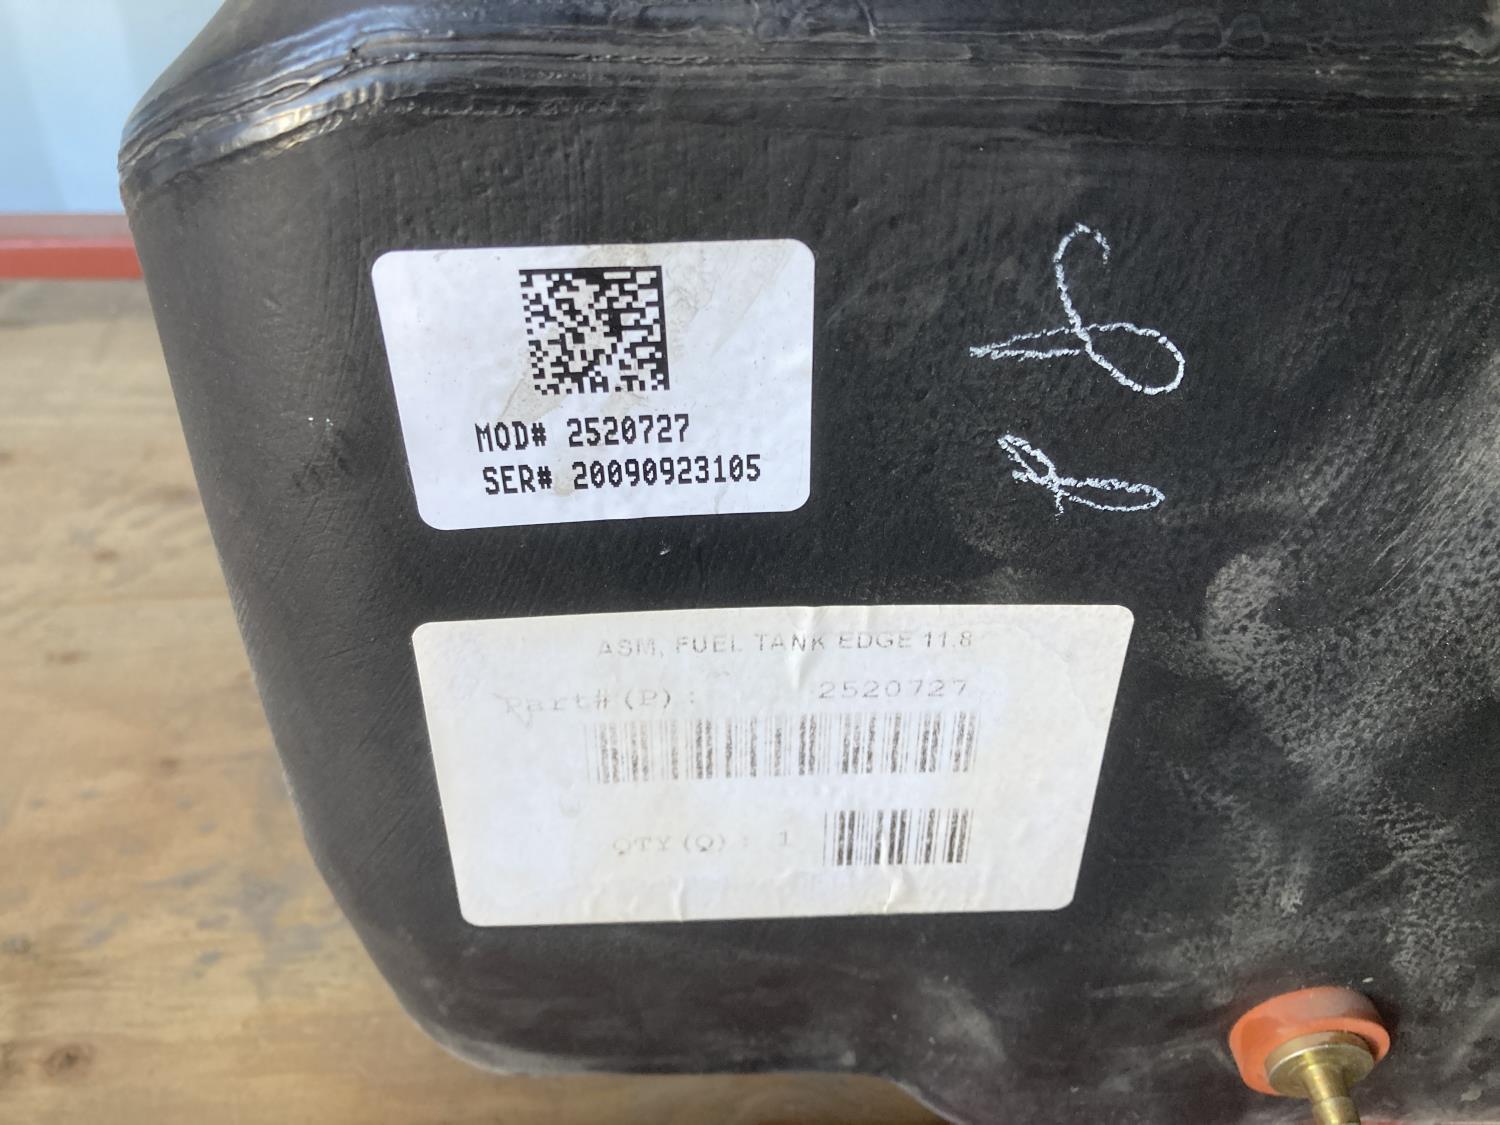 MOD# 2520727
SER# 20090923105
ASM, FUEL TANK EDGE 11.8
Part#(P): 2520727
QTY(Q): 1